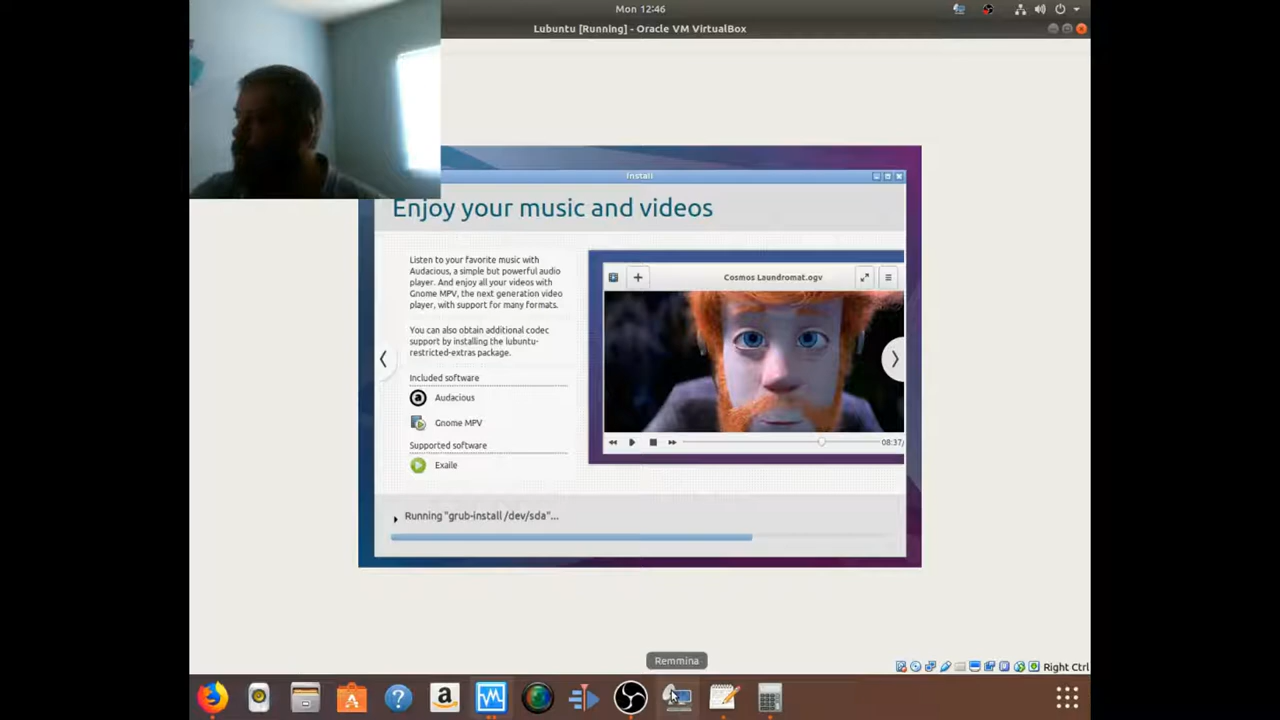 Mon 12:46
Lubuntu [Running] - Oracle VM VirtualBox
Install
Enjoy your music and videos
Listen to your favorite music with
Audacious, a simple but powerful audio
player. And enjoy all your videos with
Gnome MPV, the next generation video
player, with support for many formats.
You can also obtain additional codec
support by installing the lubuntu-
restricted-extras package.
Included software
Audacious
Gnome MPV
Supported software
Exaile
Cosmos Laundromat.ogv
08:37/
Running "grub-install /dev/sda"...
Remmina
Right Ctrl